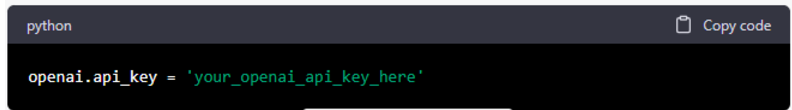 python
Copy code
openai.api_key = 'your_openai_api_key_here'